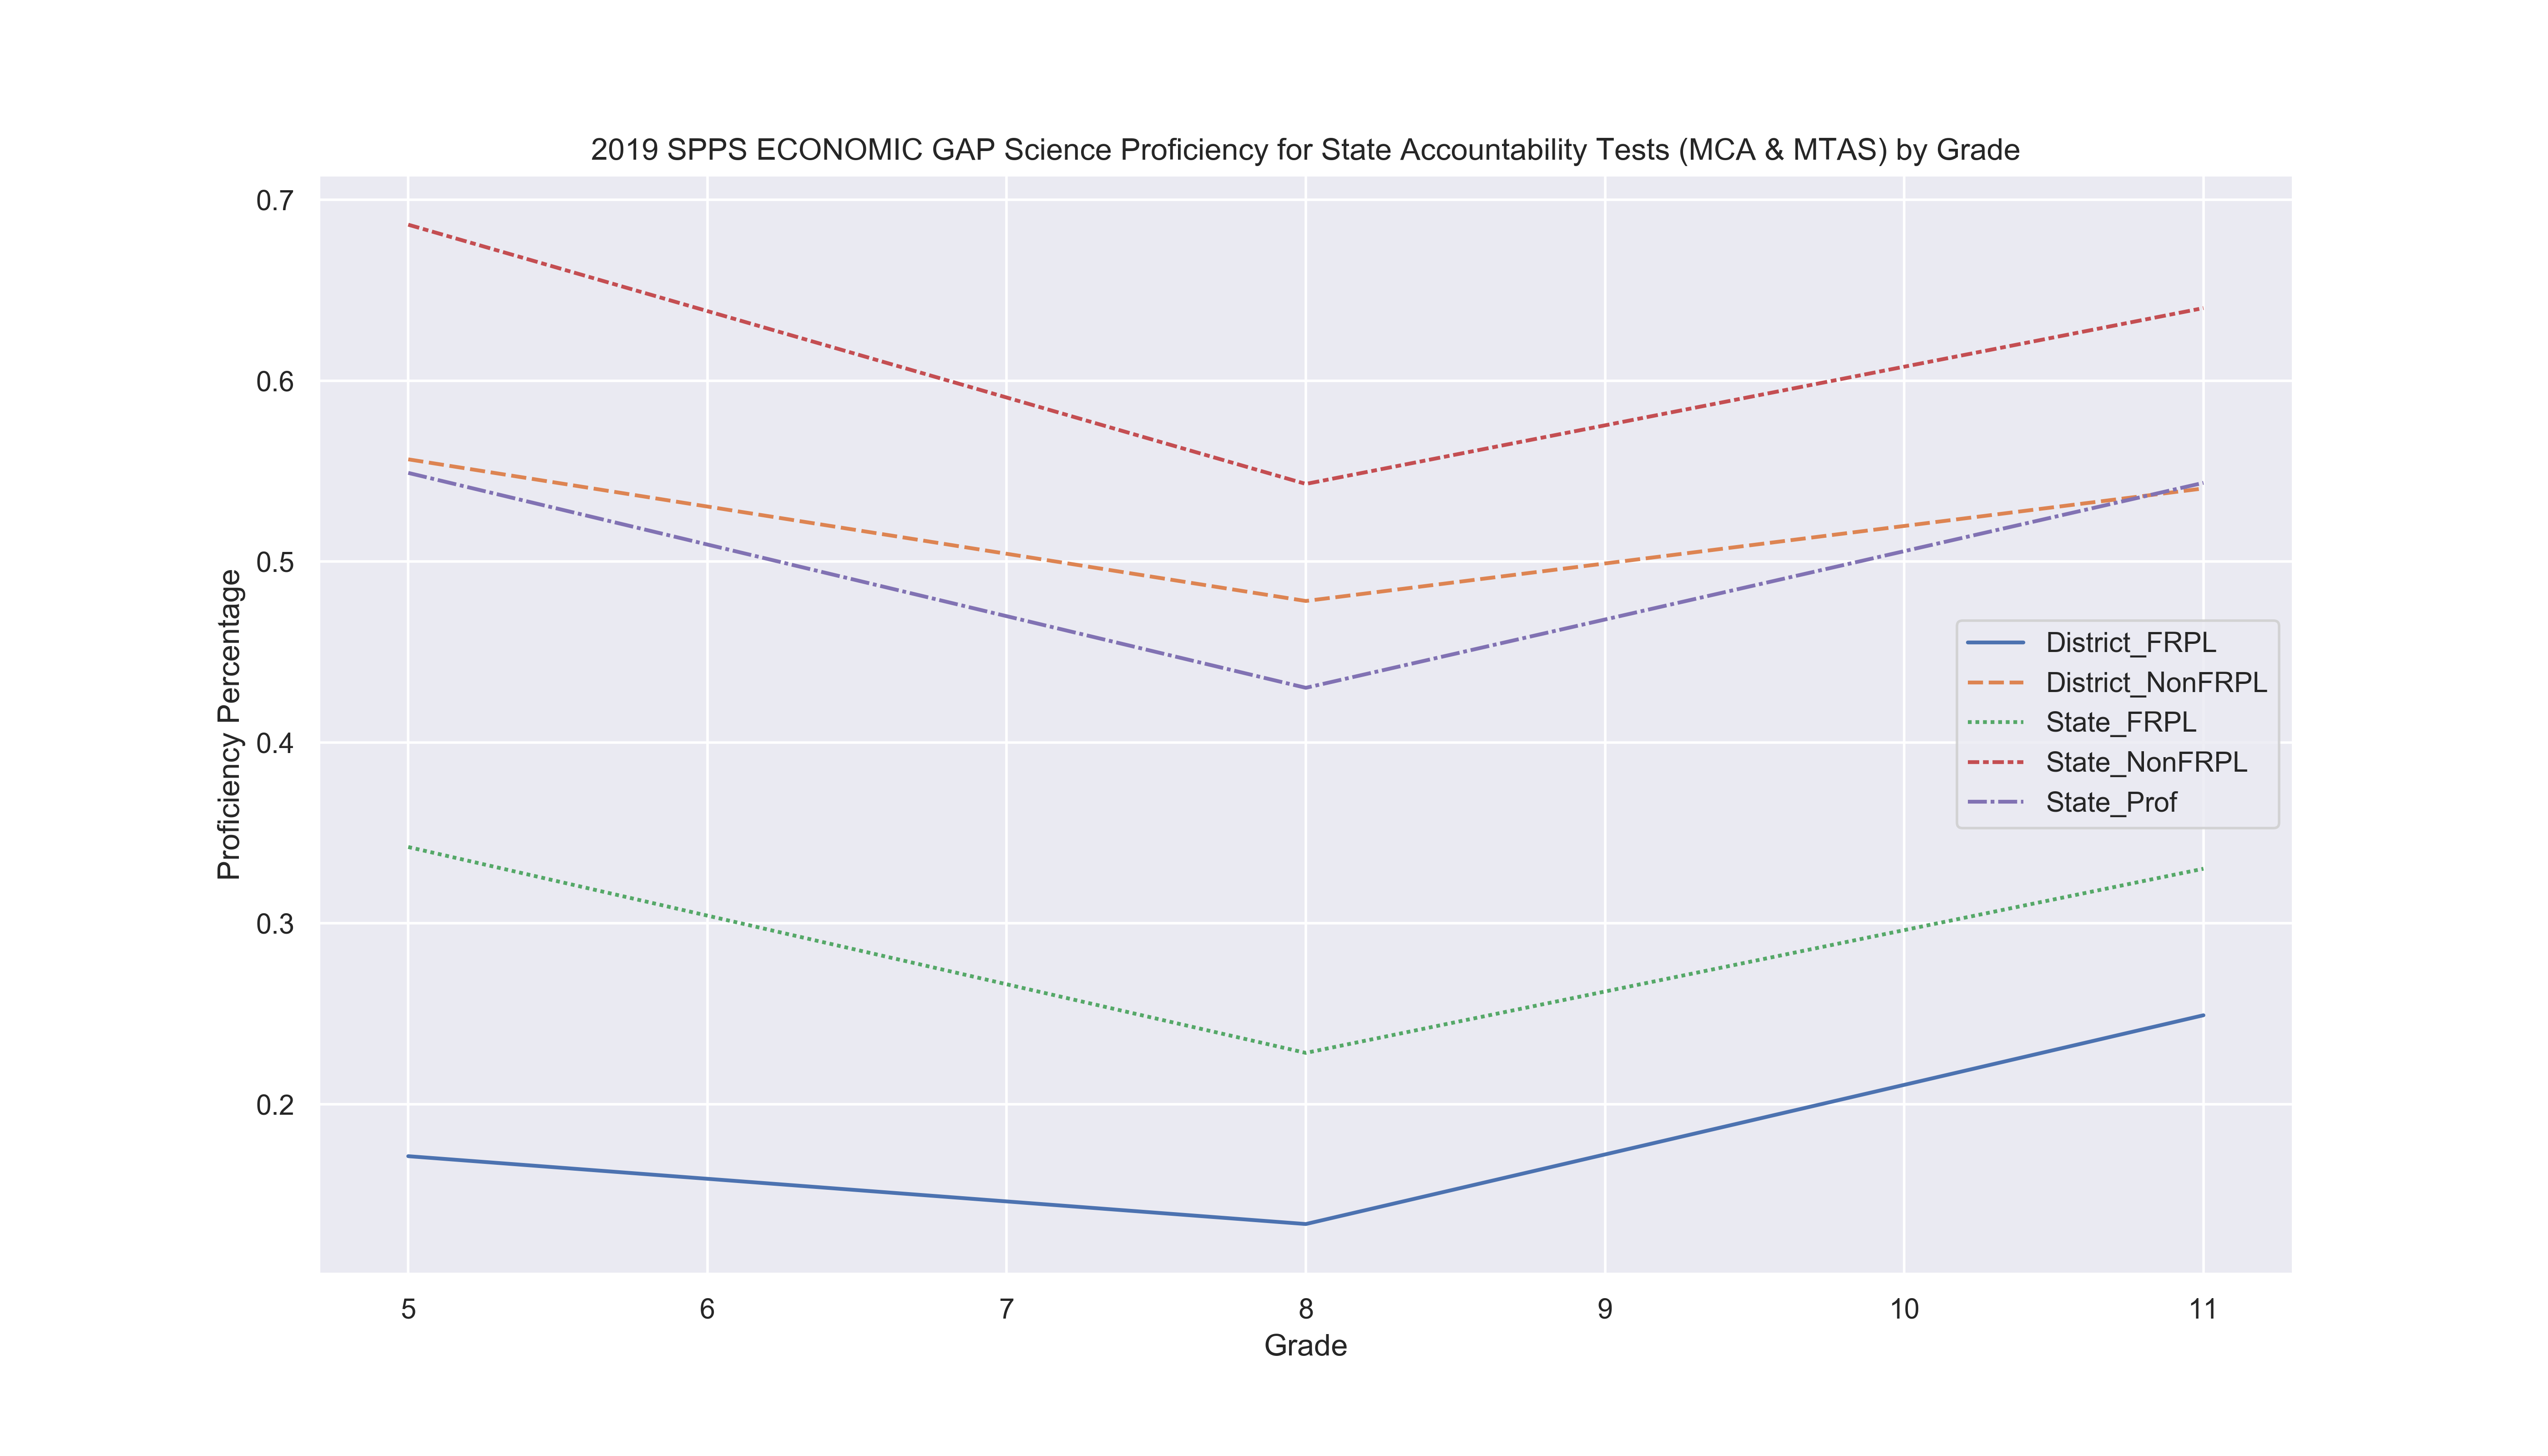 2019 SPPS ECONOMIC GAP Science Proficiency for State Accountability Tests (MCA & MTAS) by Grade
Proficiency Percentage
0.7
0.6
0.5
0.4
0.3
0.2
District_FRPL
District_NonFRPL
State_FRPL
State_NonFRPL
State_Prof
5 6 7 8 9 10 11
Grade